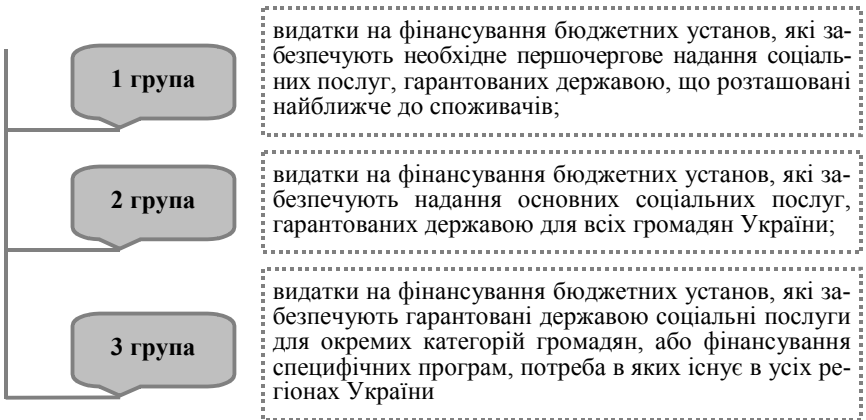 1 група
видатки на фінансування бюджетних установ, які за-
безпечують необхідне першочергове надання соціаль-
них послуг, гарантованих державою, що розташовані
найближче до споживачів;
2 група
видатки на фінансування бюджетних установ, які за-
безпечують надання основних соціальних послуг,
гарантованих державою для всіх громадян України;
3 група
видатки на фінансування бюджетних установ, які за-
безпечують гарантовані державою соціальні послуги
для окремих категорій громадян, або фінансування
специфічних програм, потреба в яких існує в усіх ре-
гіонах України